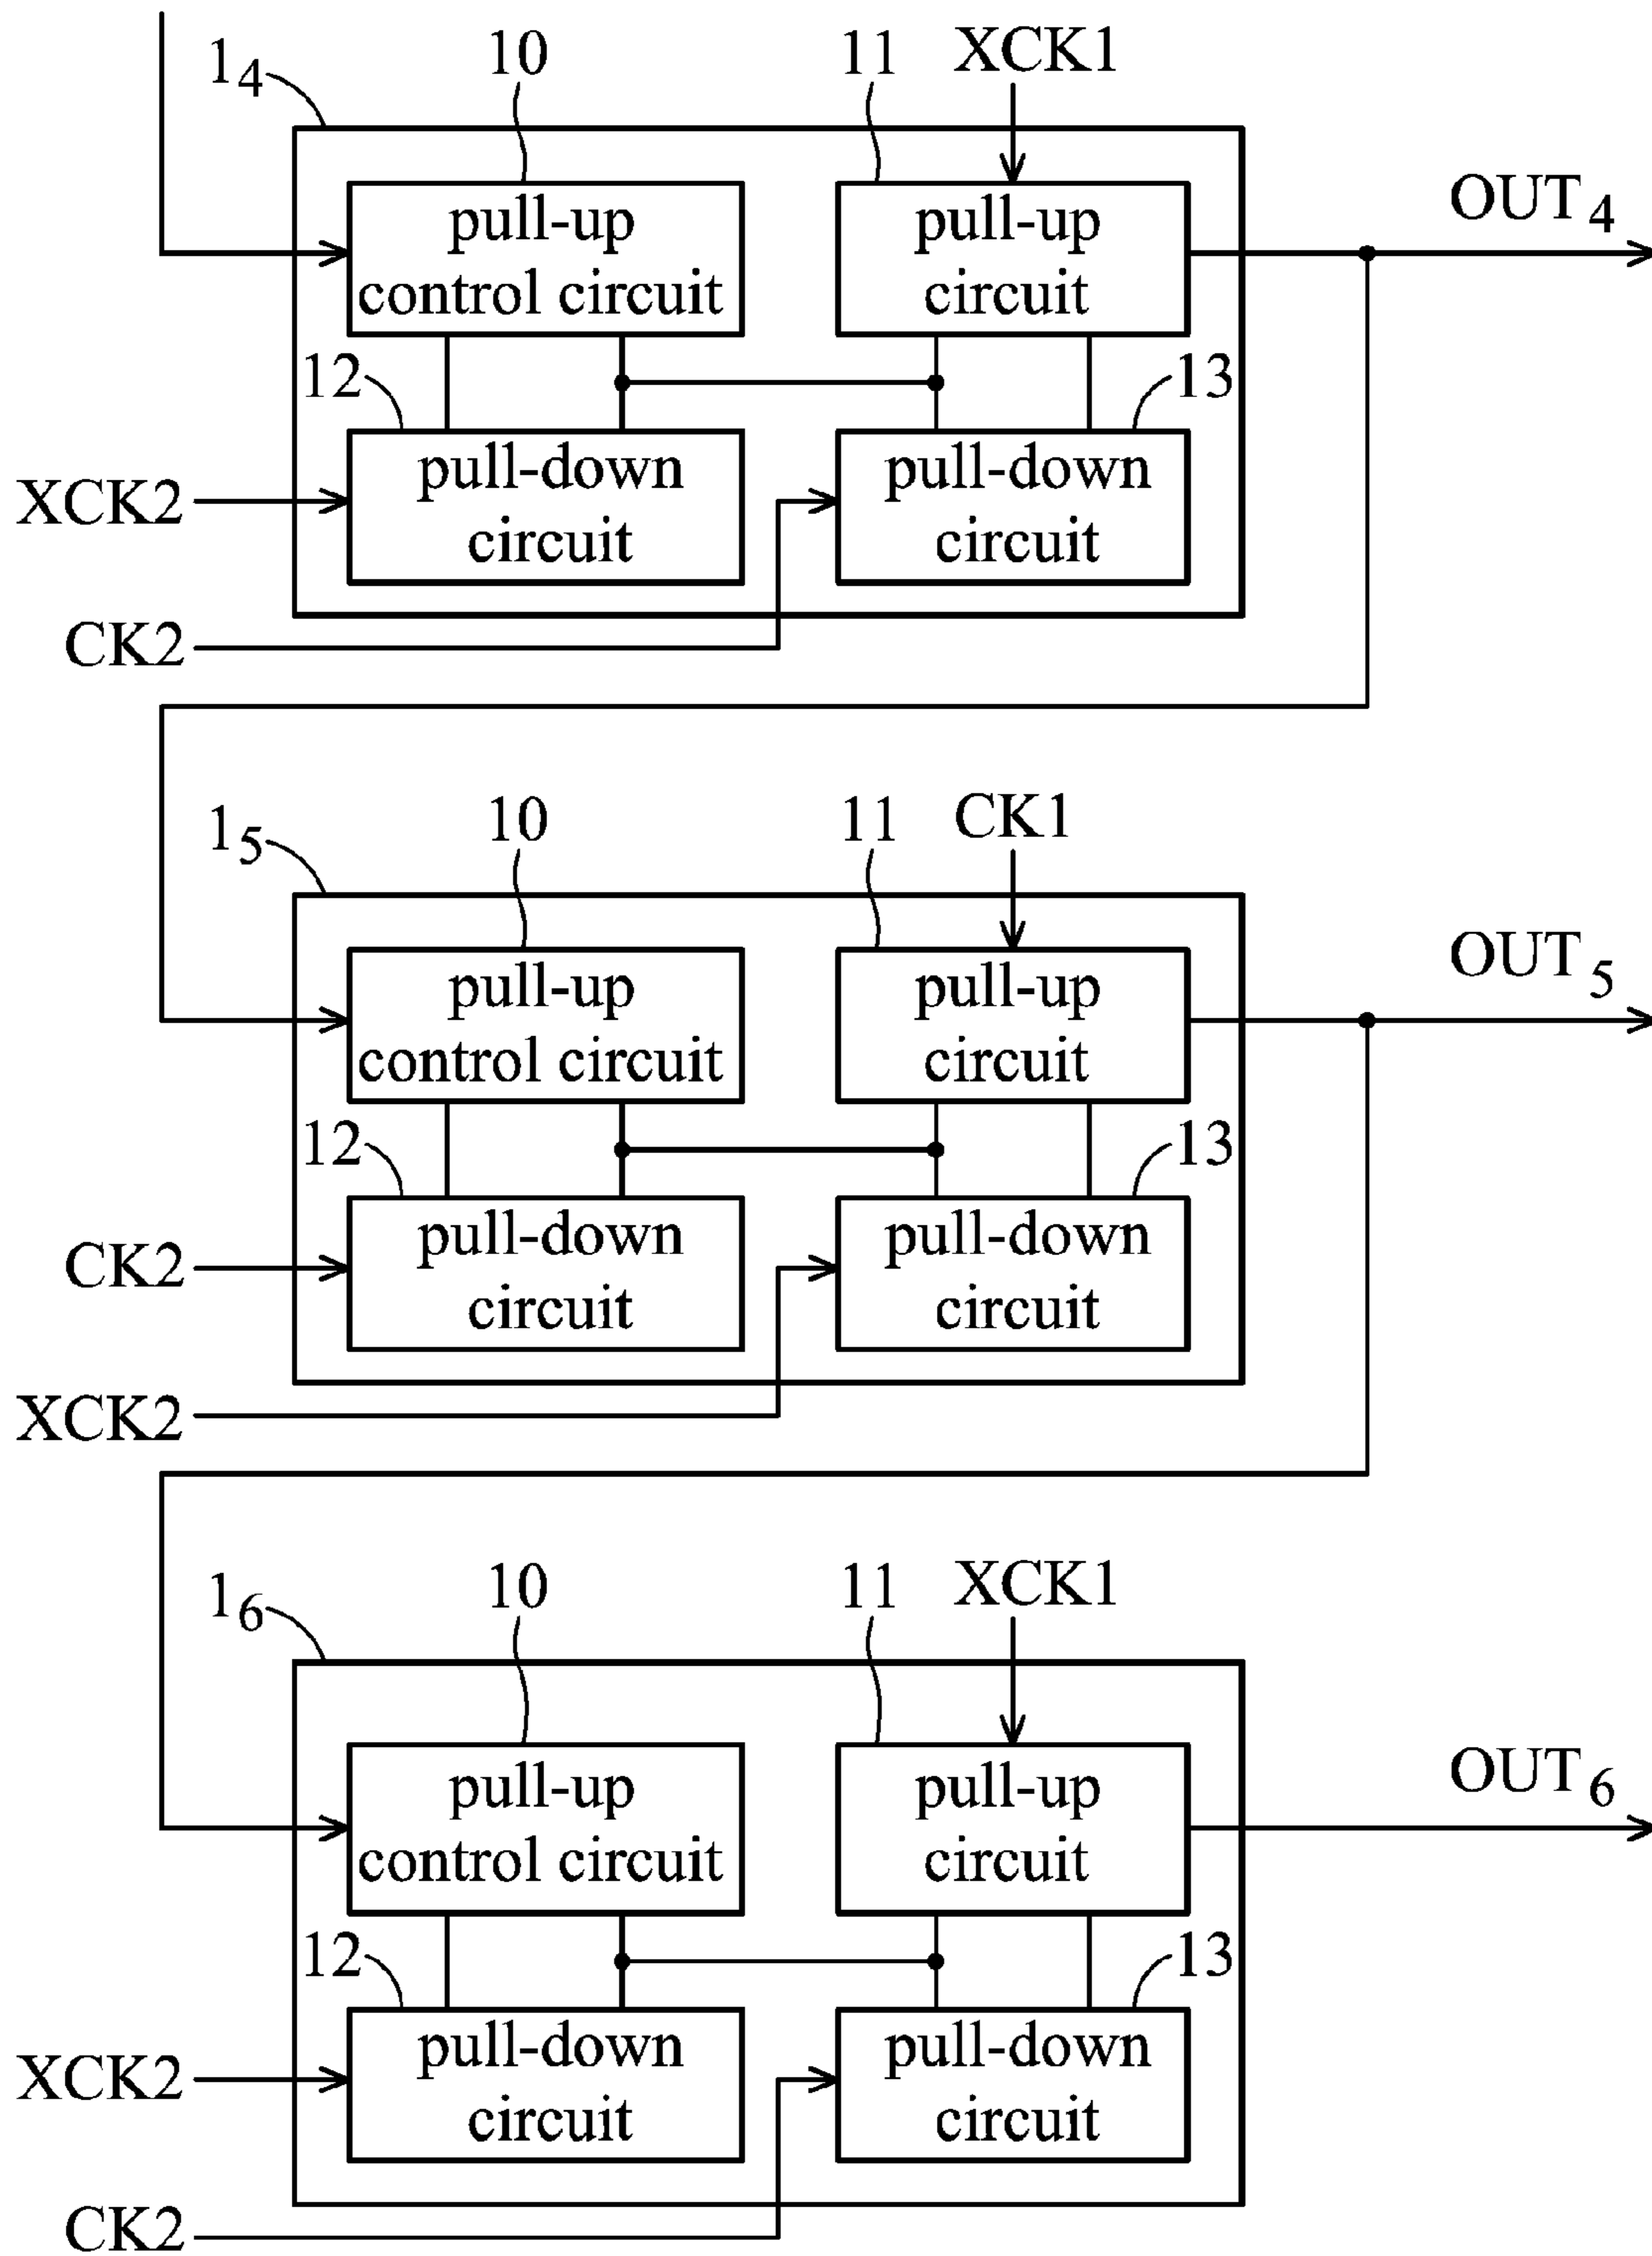 1₄
10
11
XCK1
pull-up
control circuit
pull-up
circuit
OUT₄
12
13
XCK2
pull-down
circuit
pull-down
circuit
CK2
1₅
10
11
CK1
pull-up
control circuit
pull-up
circuit
OUT₅
12
13
CK2
pull-down
circuit
pull-down
circuit
XCK2
1₆
10
11
XCK1
pull-up
control circuit
pull-up
circuit
OUT₆
12
13
XCK2
pull-down
circuit
pull-down
circuit
CK2